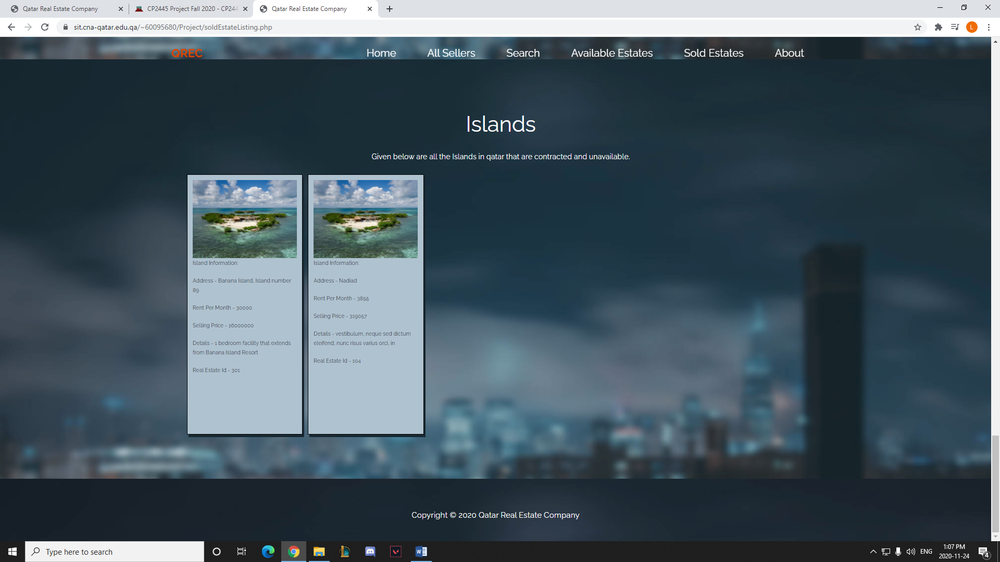 Qatar Real Estate Company
CP2445 Project Fall 2020 - CP244
Qatar Real Estate Company
sit.cna-qatar.edu.qa/~60095680/Project/soldEstateListing.php
L
QREC
Home
All Sellers
Search
Available Estates
Sold Estates
About
Islands
Given below are all the Islands in qatar that are contracted and unavailable.
Island Information:
Address - Banana Island, Island number
89
Rent Per Month - 30000
Selling Price - 16000000
Details - 1 bedroom facility that extends
from Banana Island Resort
Real Estate Id - 301
Island Information:
Address - Nadiad
Rent Per Month - 3855
Selling Price - 319057
Details - vestibulum, neque sed dictum
eleifend, nunc risus varius orci, in
Real Estate Id - 104
Copyright © 2020 Qatar Real Estate Company
Type here to search
ENG
1:07 PM
2020-11-24
4